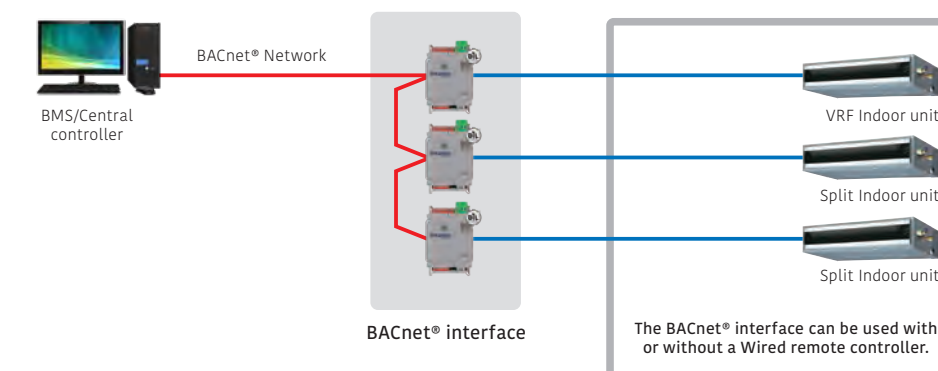 BACnet® Network
BMS/Central
controller
VRF Indoor unit
Split Indoor unit
Split Indoor unit
BACnet® interface
The BACnet® interface can be used with
or without a Wired remote controller.